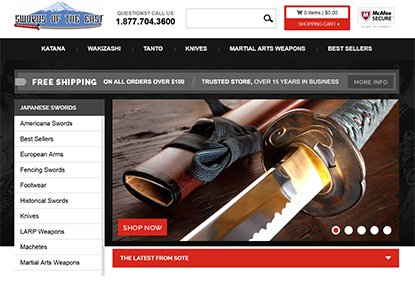 SWORDS OF THE EAST
QUESTIONS? CALL US
1.877.704.3600
0 Items | $0.00
SHOPPING CART »
McAfee
SECURE
KATANA / WAKIZASHI / TANTO / KNIVES / MARTIAL ARTS WEAPONS / BEST SELLERS
FREE SHIPPING ON ALL ORDERS OVER $100 / TRUSTED STORE, OVER 15 YEARS IN BUSINESS MORE INFO
JAPANESE SWORDS
Americana Swords
Best Sellers
European Arms
Fencing Swords
Footwear
Historical Swords
Knives
LARP Weapons
Machetes
Martial Arts Weapons
SHOP NOW
THE LATEST FROM SOTE